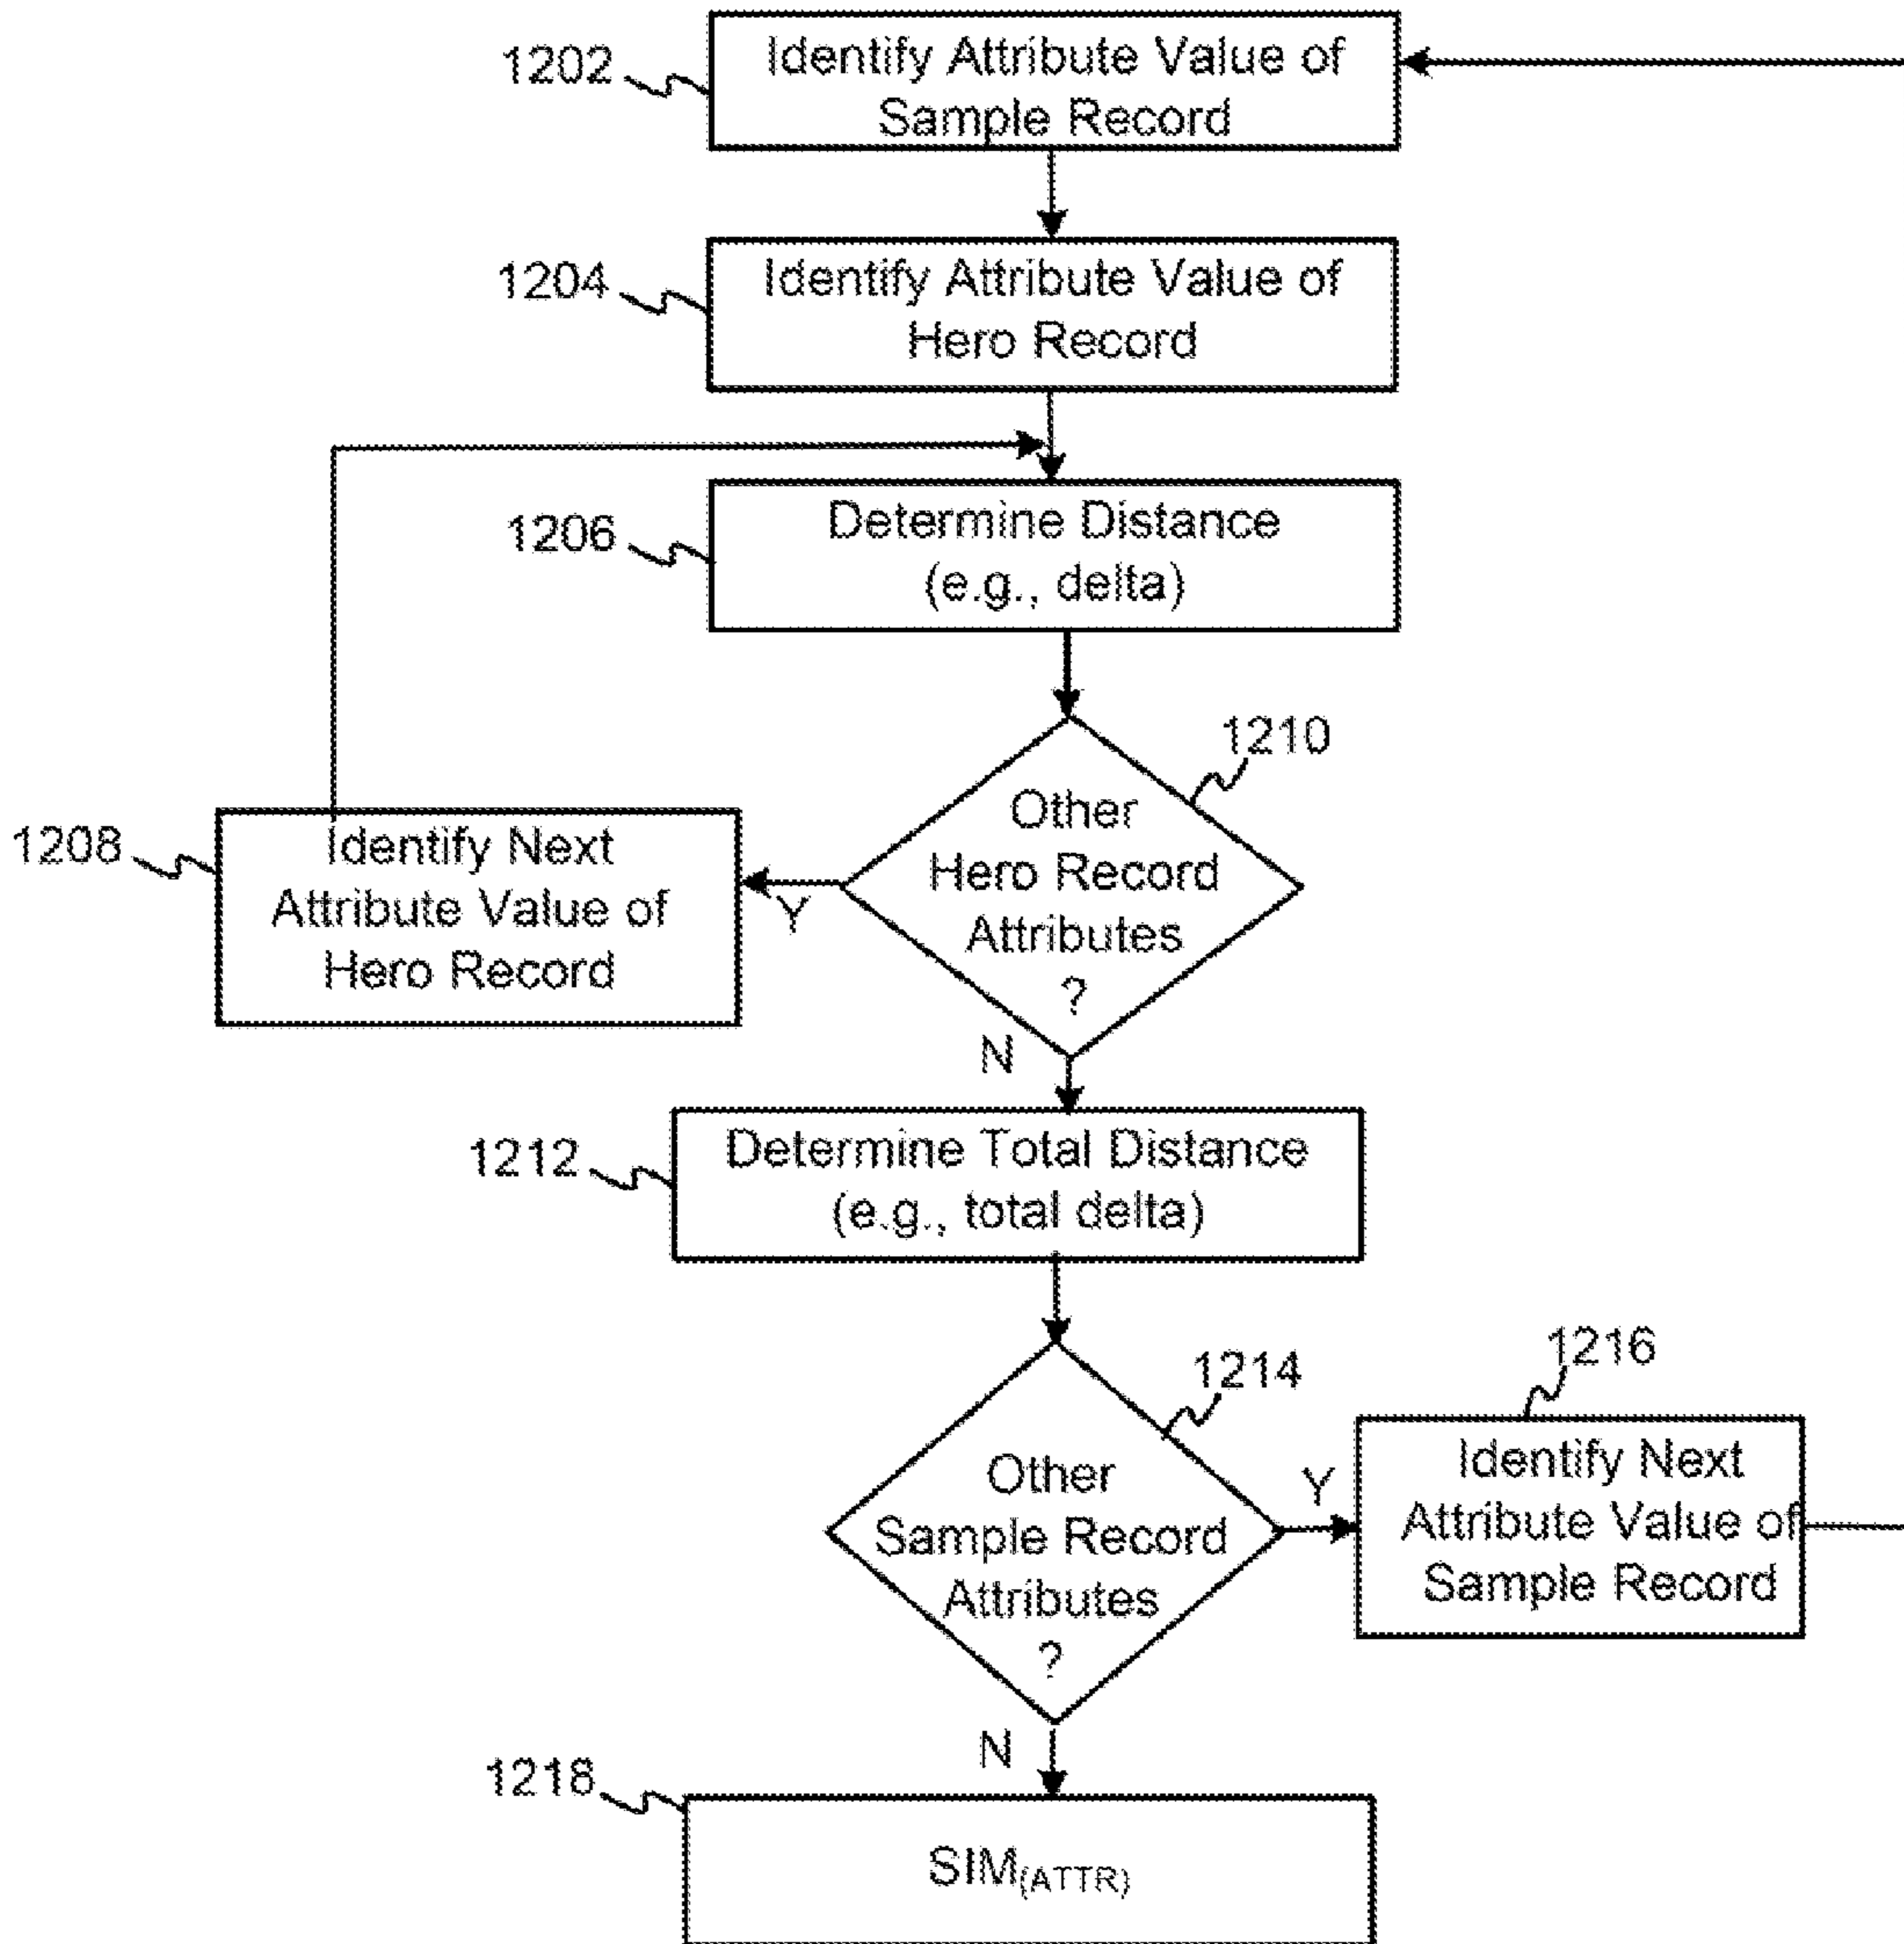 1202
Identify Attribute Value of
Sample Record
1204
Identify Attribute Value of
Hero Record
1206
Determine Distance
(e.g., delta)
1210
Other
Hero Record
Attributes
?
Y
N
1208
Identify Next
Attribute Value of
Hero Record
1212
Determine Total Distance
(e.g., total delta)
1214
Other
Sample Record
Attributes
?
Y
N
1216
Identify Next
Attribute Value of
Sample Record
1218
SIM(ATTR)